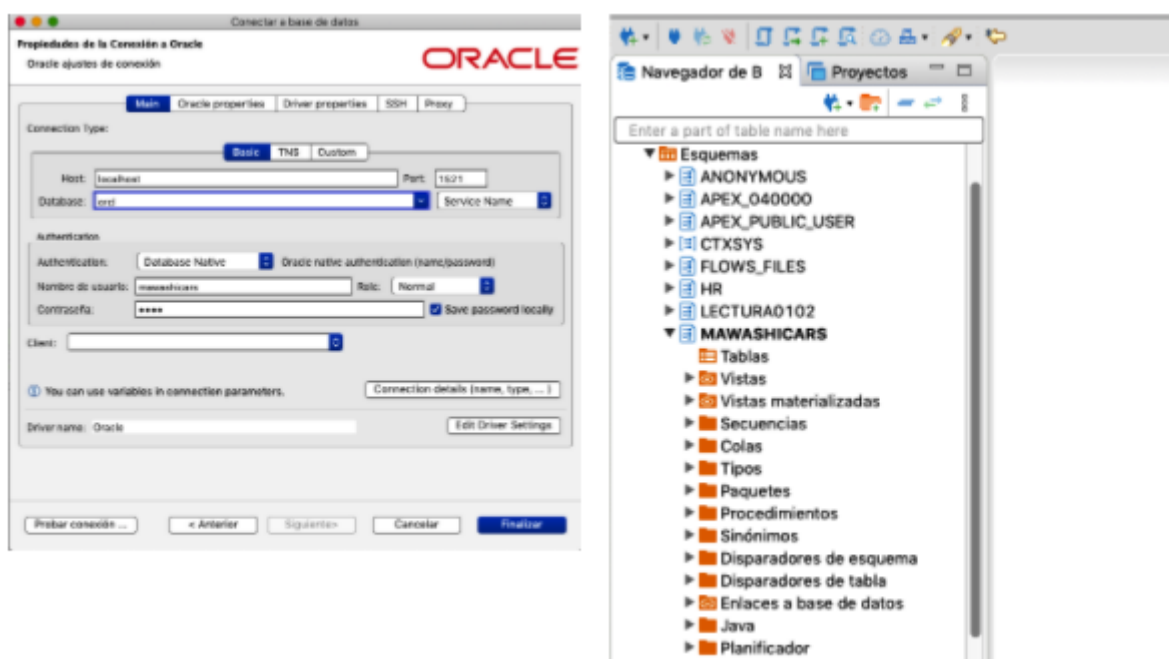 Conectar a base de datos
Propiedades de la Conexión a Oracle
Oracle ajustes de conexión
ORACLE
Main Oracle properties Driver properties SSH Proxy
Connection Type:
Basic TNS Custom
Host: localhost Port: 1521
Database: orcl Service Name
Authentication
Authentication: Database Native Oracle native authentication (name/password)
Nombre de usuario: mawashicars Role: Normal
Contraseña: •••• Save password locally
Client:
You can use variables in connection parameters.
Connection details (name, type, ... )
Driver name: Oracle
Edit Driver Settings
Probar conexión ... < Anterior Siguiente> Cancelar Finalizar
Navegador de B Proyectos
Enter a part of table name here
Esquemas
ANONYMOUS
APEX_040000
APEX_PUBLIC_USER
CTXSYS
FLOWS_FILES
HR
LECTURA0102
MAWASHICARS
Tablas
Vistas
Vistas materializadas
Secuencias
Colas
Tipos
Paquetes
Procedimientos
Sinónimos
Disparadores de esquema
Disparadores de tabla
Enlaces a base de datos
Java
Planificador